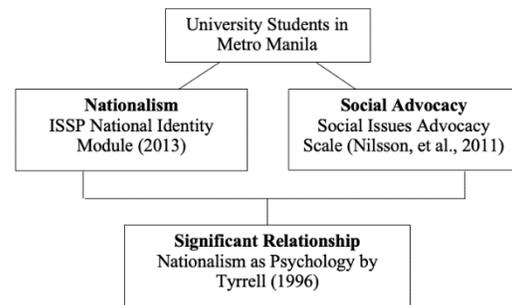 University Students in
Metro Manila
Nationalism
ISSP National Identity
Module (2013)
Social Advocacy
Social Issues Advocacy
Scale (Nilsson, et al., 2011)
Significant Relationship
Nationalism as Psychology by
Tyrrell (1996)